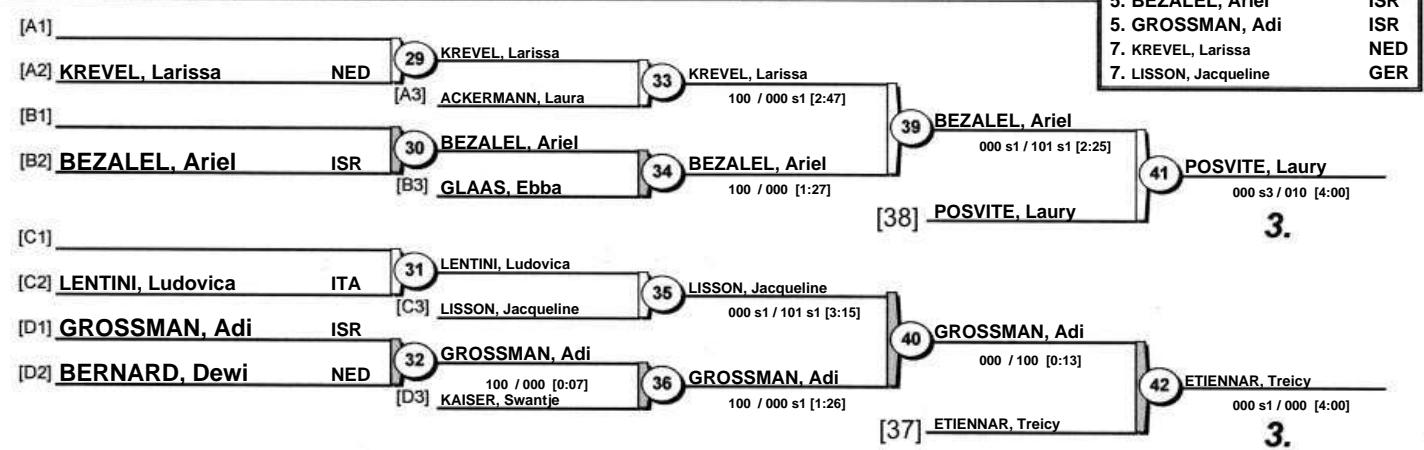 5. BEZALEL, Ariel ISR
5. GROSSMAN, Adi ISR
7. KREVEL, Larissa NED
7. LISSON, Jacqueline GER
[A1]
[A2] KREVEL, Larissa NED
29
KREVEL, Larissa
[A3] ACKERMANN, Laura
33
KREVEL, Larissa
100 / 000 s1 [2:47]
[B1]
[B2] BEZALEL, Ariel ISR
30
BEZALEL, Ariel
[B3] GLAAS, Ebba
34
BEZALEL, Ariel
100 / 000 [1:27]
39
BEZALEL, Ariel
000 s1 / 101 s1 [2:25]
[38] POSVITE, Laury
41
POSVITE, Laury
000 s3 / 010 [4:00]
3.
[C1]
[C2] LENTINI, Ludovica ITA
31
LENTINI, Ludovica
[C3] LISSON, Jacqueline
35
LISSON, Jacqueline
000 s1 / 101 s1 [3:15]
[D1] GROSSMAN, Adi ISR
[D2] BERNARD, Dewi NED
32
GROSSMAN, Adi
100 / 000 [0:07]
[D3] KAISER, Swantje
36
GROSSMAN, Adi
100 / 000 s1 [1:26]
40
GROSSMAN, Adi
000 / 100 [0:13]
[37] ETIENNAR, Treicy
42
ETIENNAR, Treicy
000 s1 / 000 [4:00]
3.